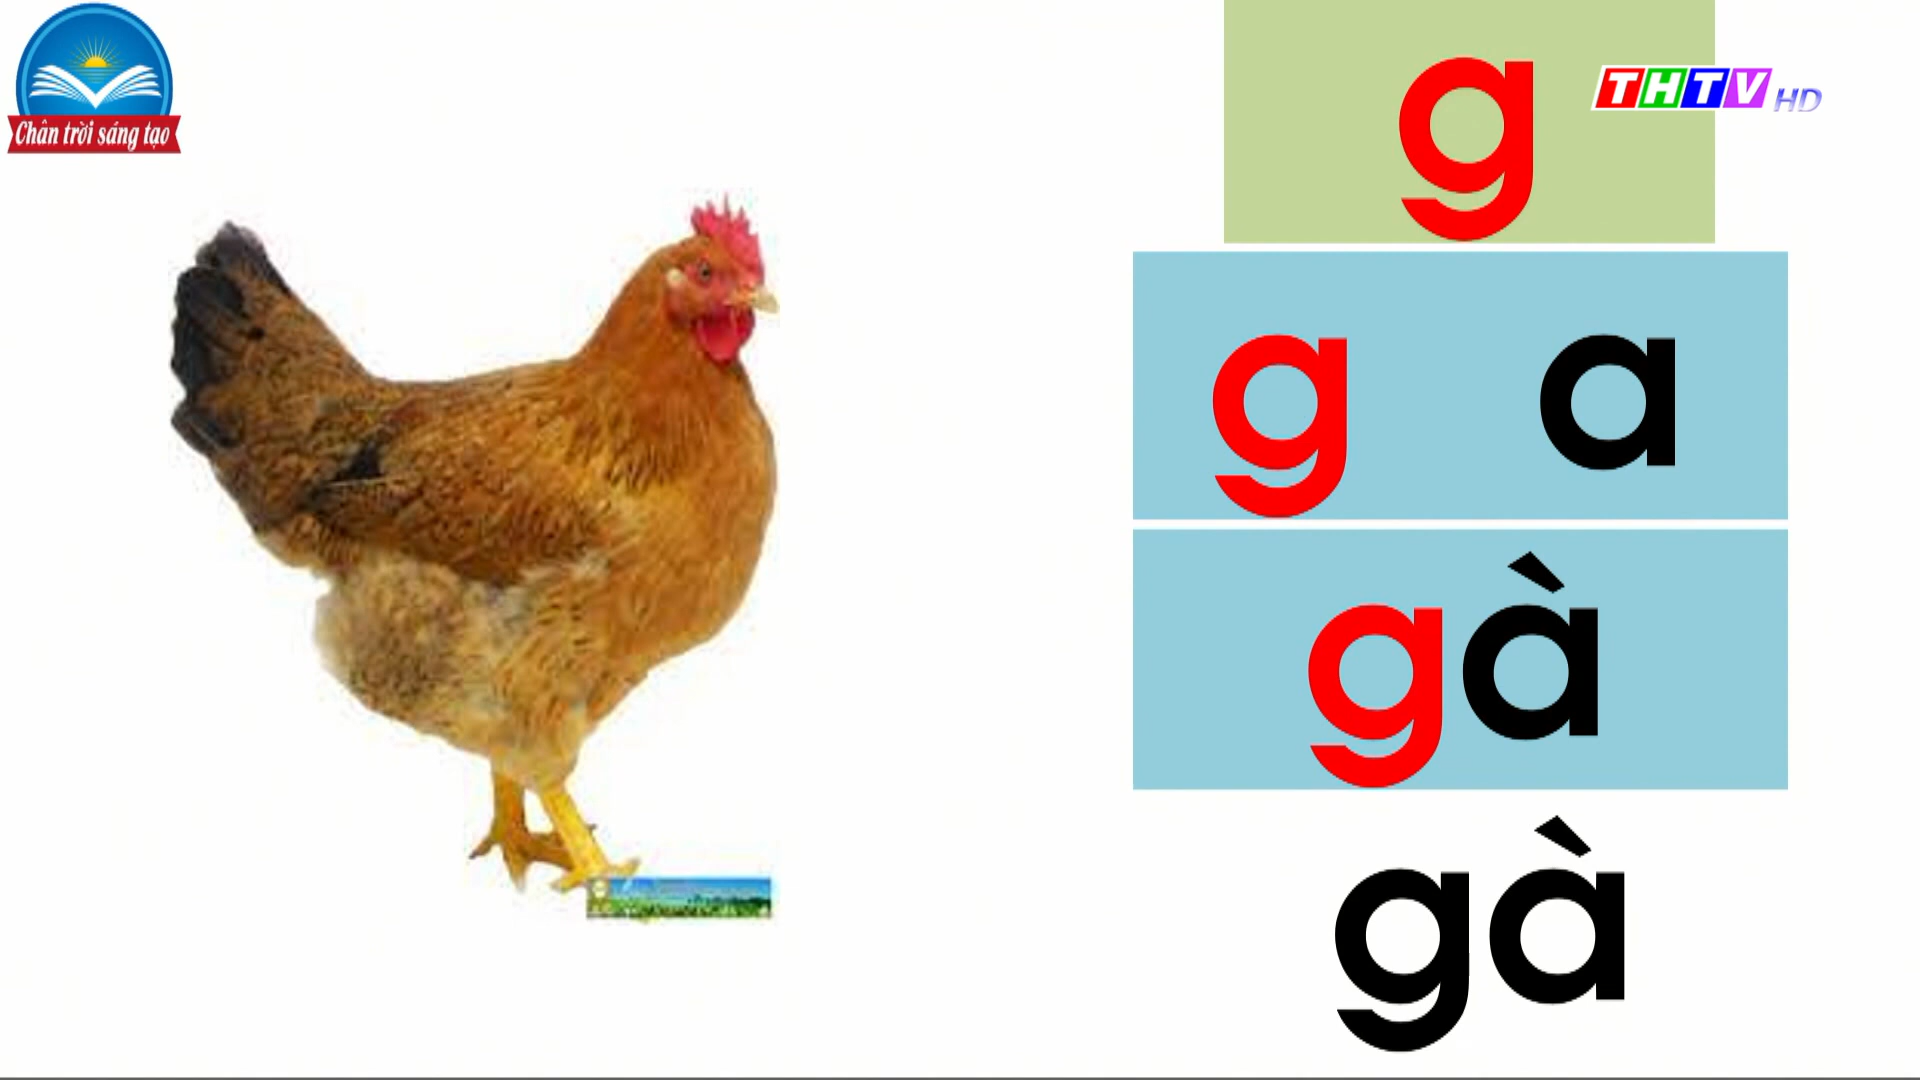 Chân trời sáng tạo
g
THTV HD
g a
gà
gà